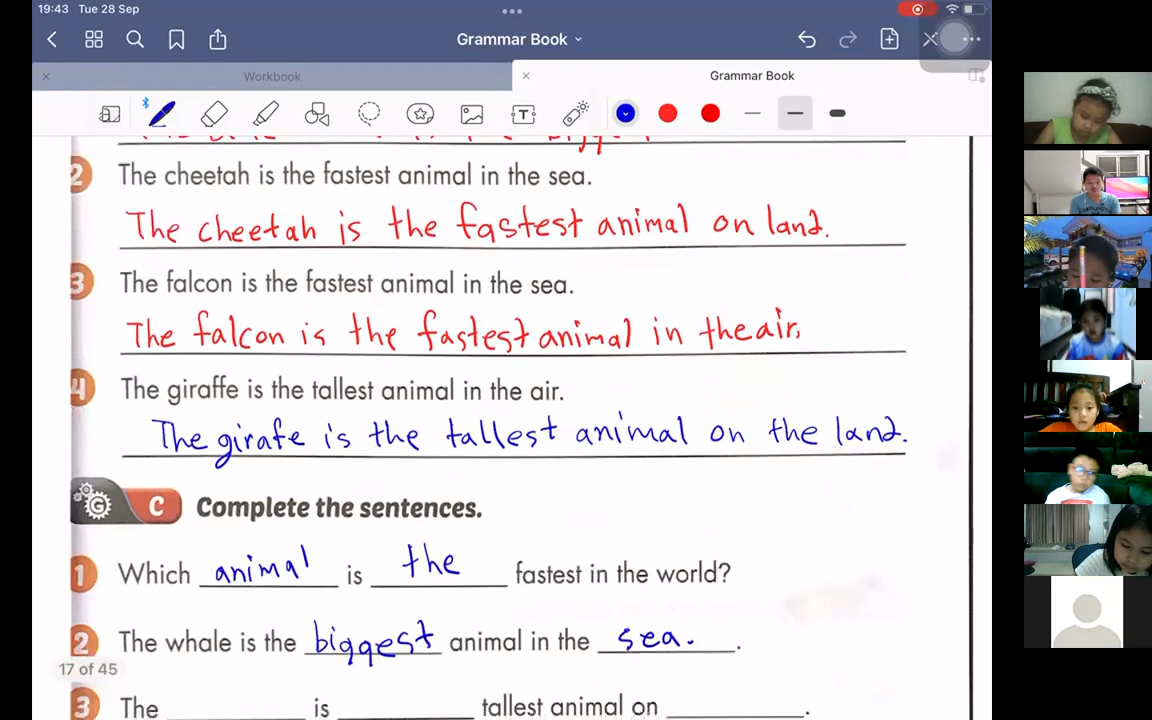 19:43 Tue 28 Sep
Grammar Book
Workbook
Grammar Book
2 The cheetah is the fastest animal in the sea.
The cheetah is the fastest animal on land.
3 The falcon is the fastest animal in the sea.
The falcon is the fastest animal in the air.
4 The giraffe is the tallest animal in the air.
The girafe is the tallest animal on the land.
G C Complete the sentences.
1 Which animal is the fastest in the world?
2 The whale is the biggest animal in the sea. .
17 of 45
3 The ____ is ____ tallest animal on ____.